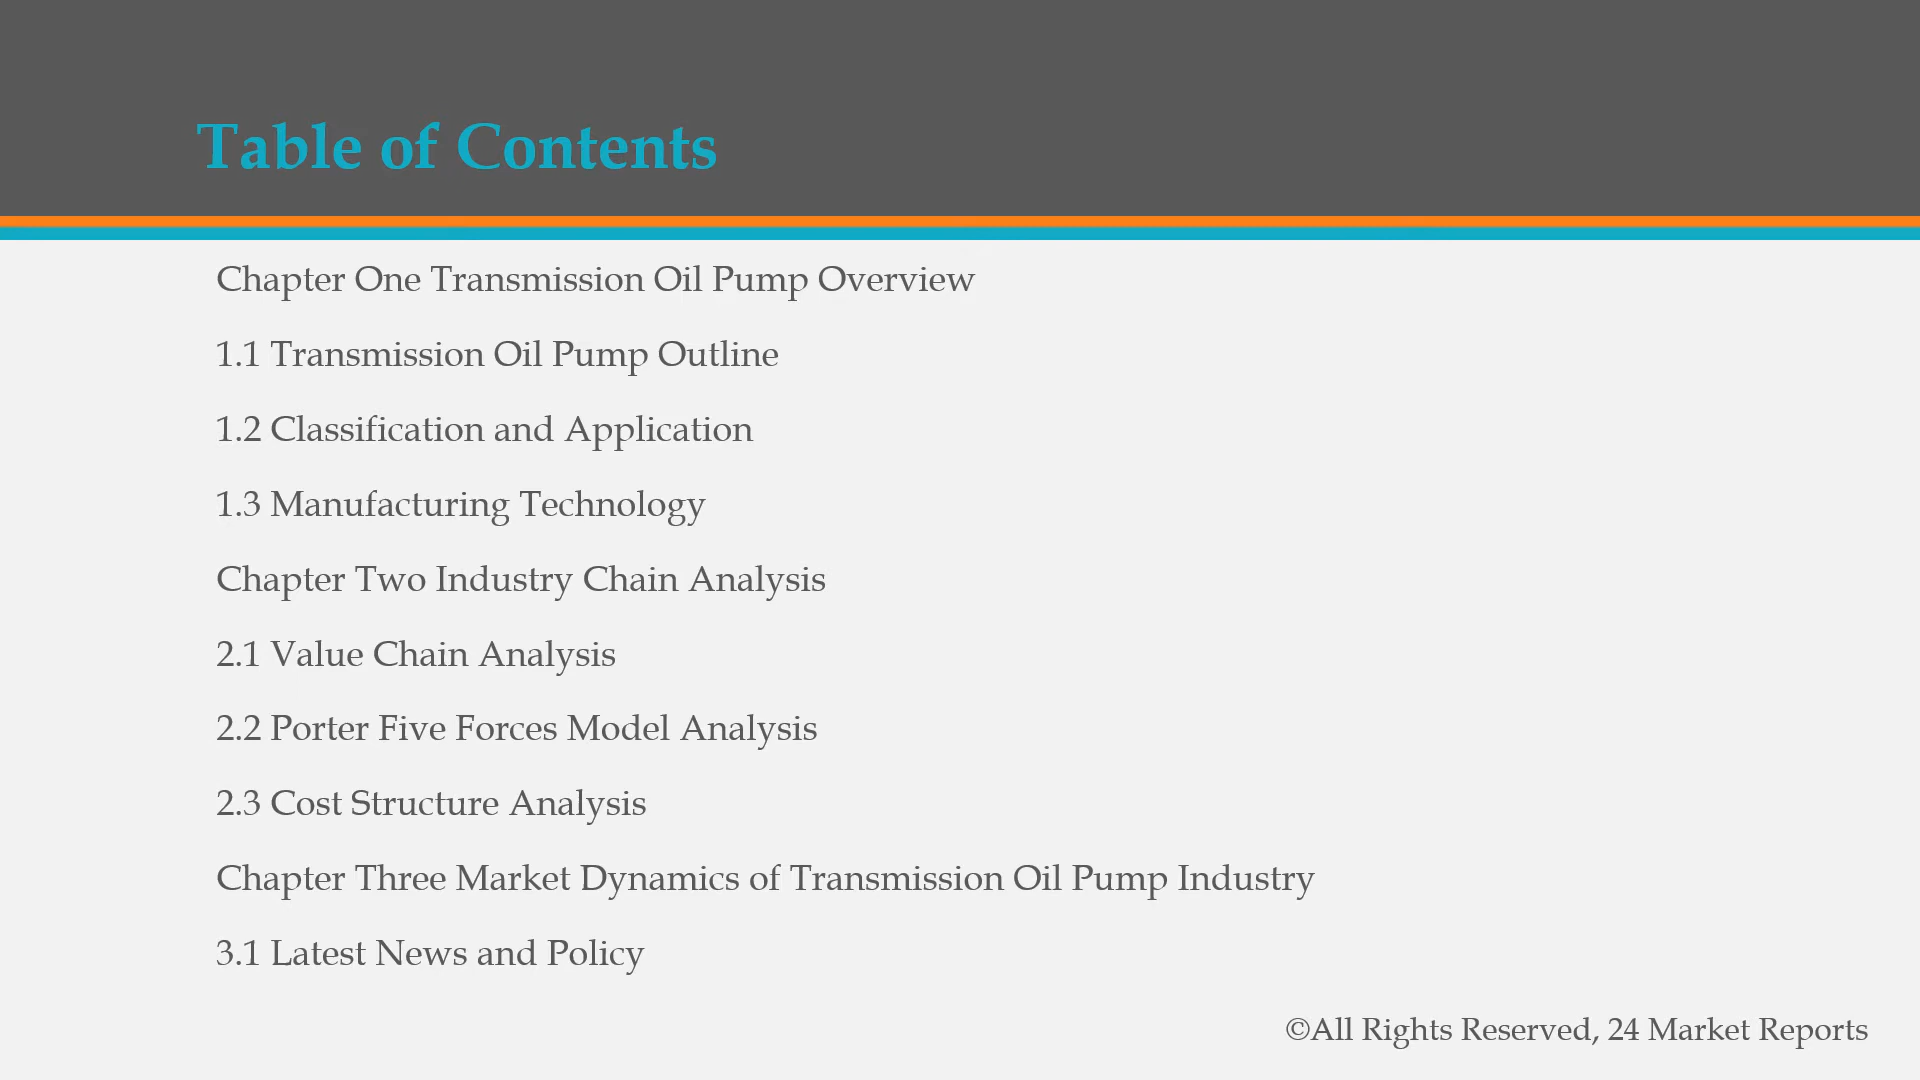 Table of Contents
Chapter One Transmission Oil Pump Overview
1.1 Transmission Oil Pump Outline
1.2 Classification and Application
1.3 Manufacturing Technology
Chapter Two Industry Chain Analysis
2.1 Value Chain Analysis
2.2 Porter Five Forces Model Analysis
2.3 Cost Structure Analysis
Chapter Three Market Dynamics of Transmission Oil Pump Industry
3.1 Latest News and Policy
©All Rights Reserved, 24 Market Reports